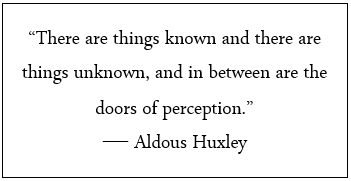 “There are things known and there are
things unknown, and in between are the
doors of perception.”
— Aldous Huxley